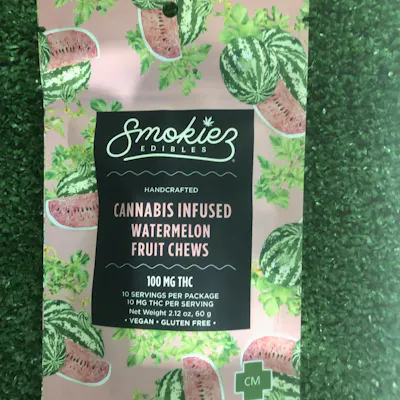 Smokiez
EDIBLES
HANDCRAFTED
CANNABIS INFUSED
WATERMELON
FRUIT CHEWS
100 MG THC
10 SERVINGS PER PACKAGE
10 MG THC PER SERVING
Net Weight 2.12 oz, 60 g
• VEGAN • GLUTEN FREE •
CM